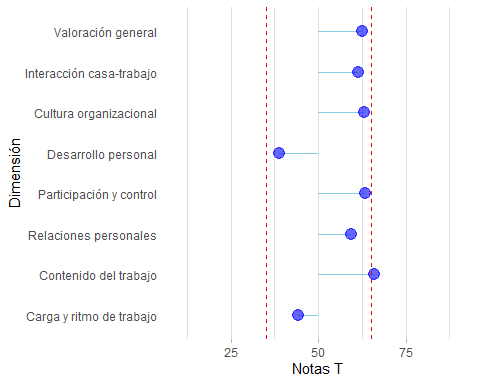 Valoración general
Interacción casa-trabajo
Cultura organizacional
Desarrollo personal
Participación y control
Relaciones personales
Contenido del trabajo
Carga y ritmo de trabajo
Dimensión
25 50 75
Notas T